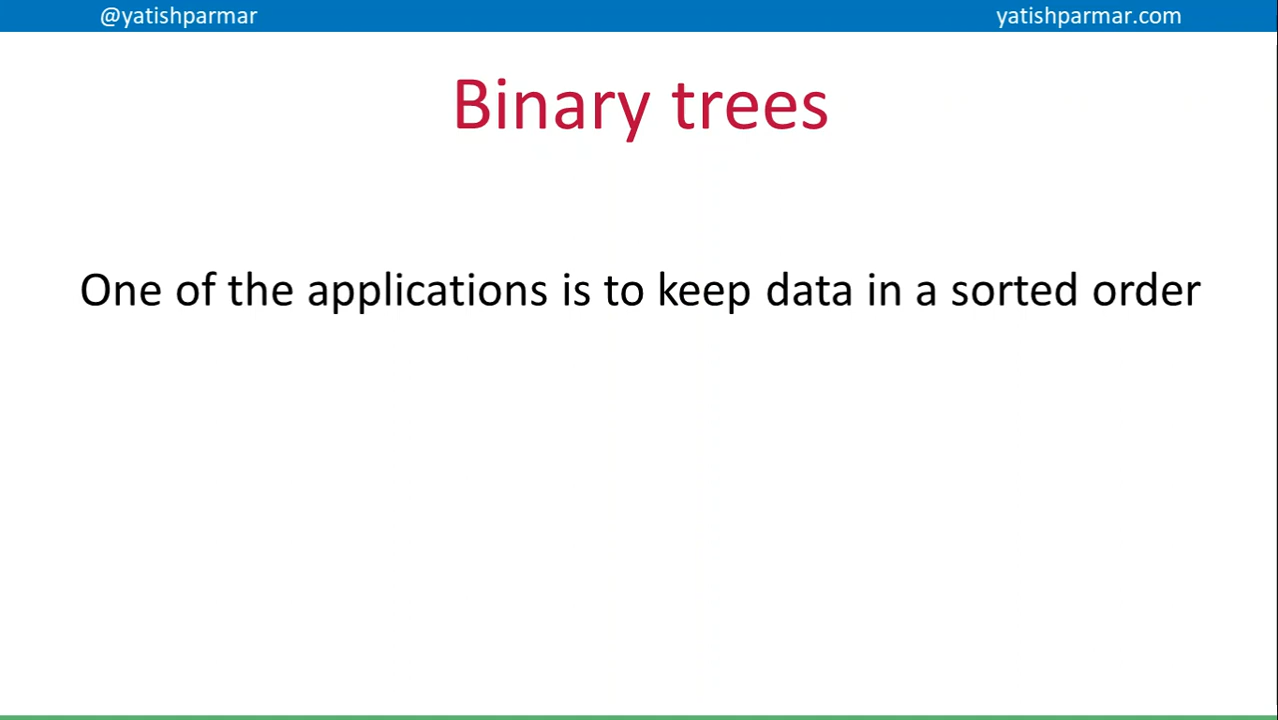 @yatishparmar
yatishparmar.com
Binary trees
One of the applications is to keep data in a sorted order